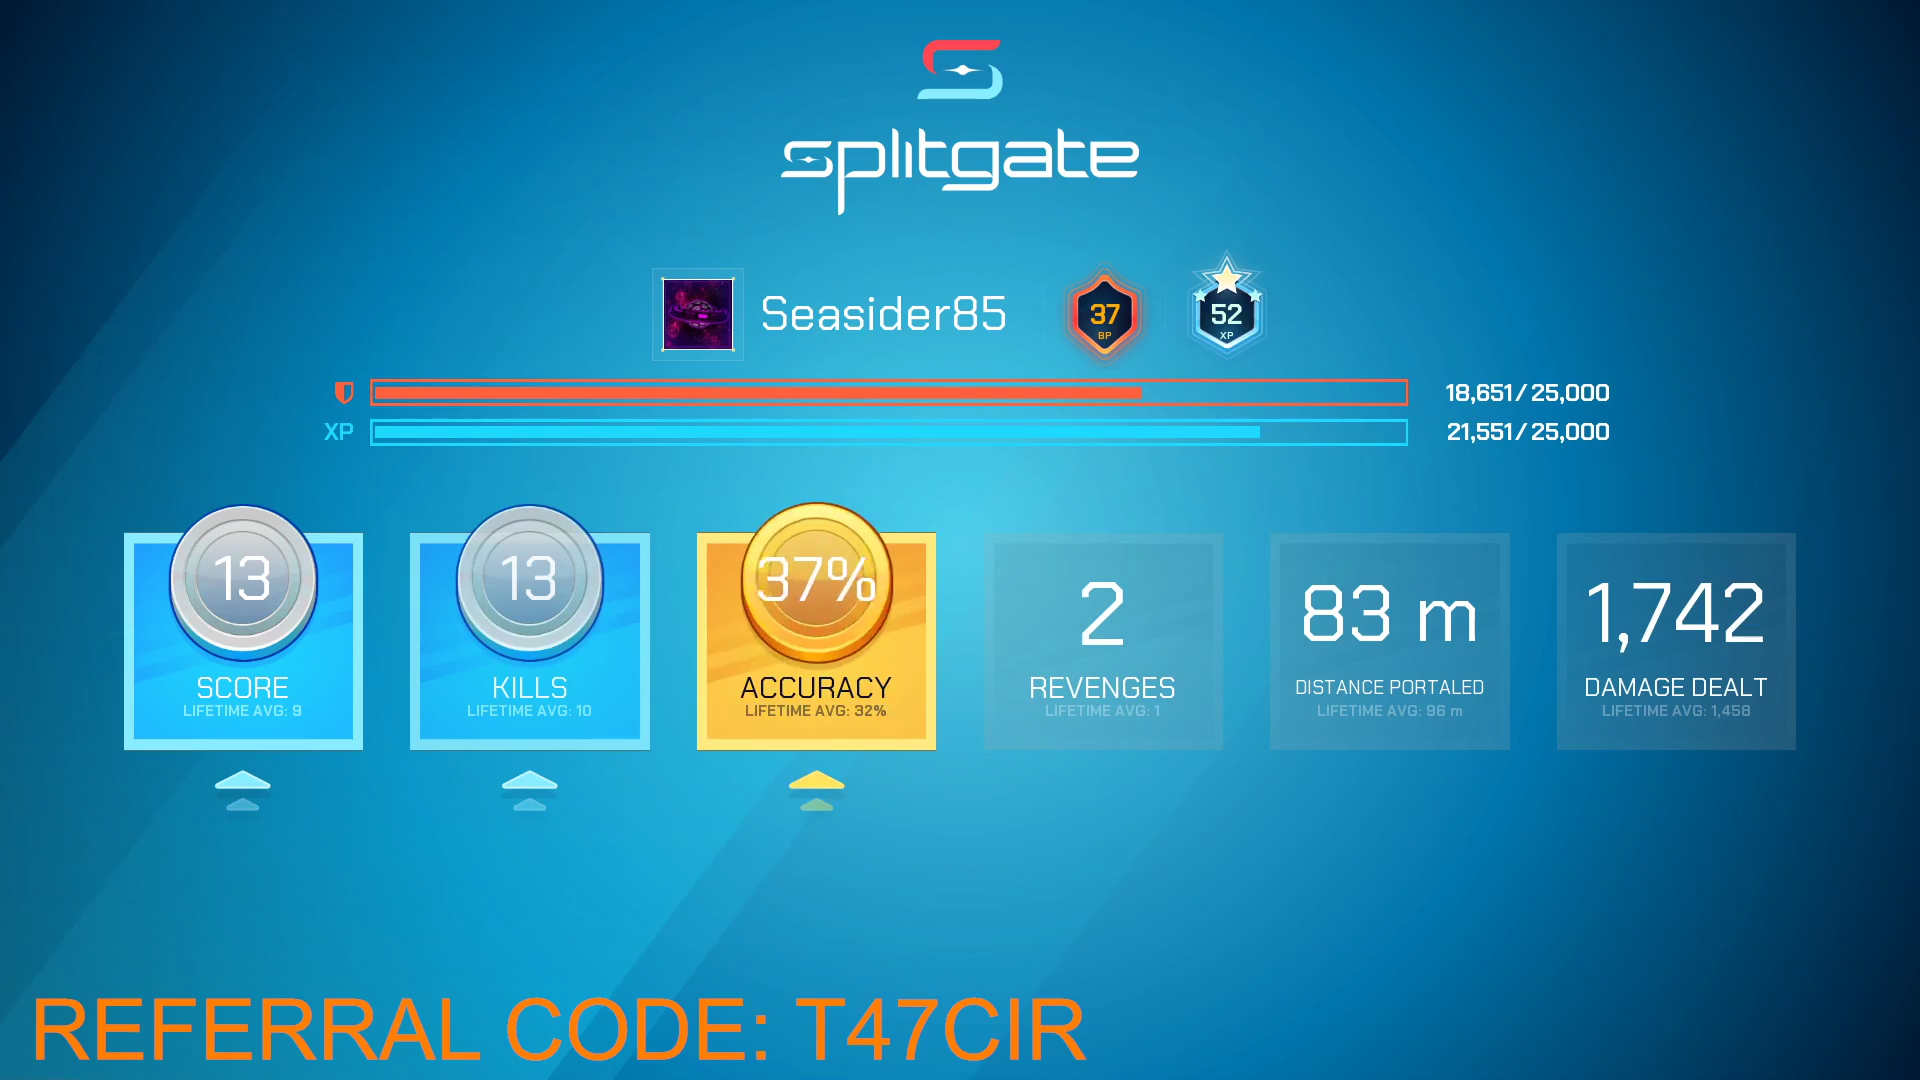 splitgate
Seasider85
37
BP
52
XP
18,651/25,000
XP
21,551/25,000
13
SCORE
LIFETIME AVG: 9
13
KILLS
LIFETIME AVG: 10
37%
ACCURACY
LIFETIME AVG: 32%
2
REVENGES
LIFETIME AVG: 1
83 m
DISTANCE PORTALED
LIFETIME AVG: 96 m
1,742
DAMAGE DEALT
LIFETIME AVG: 1,458
REFERRAL CODE: T47CIR